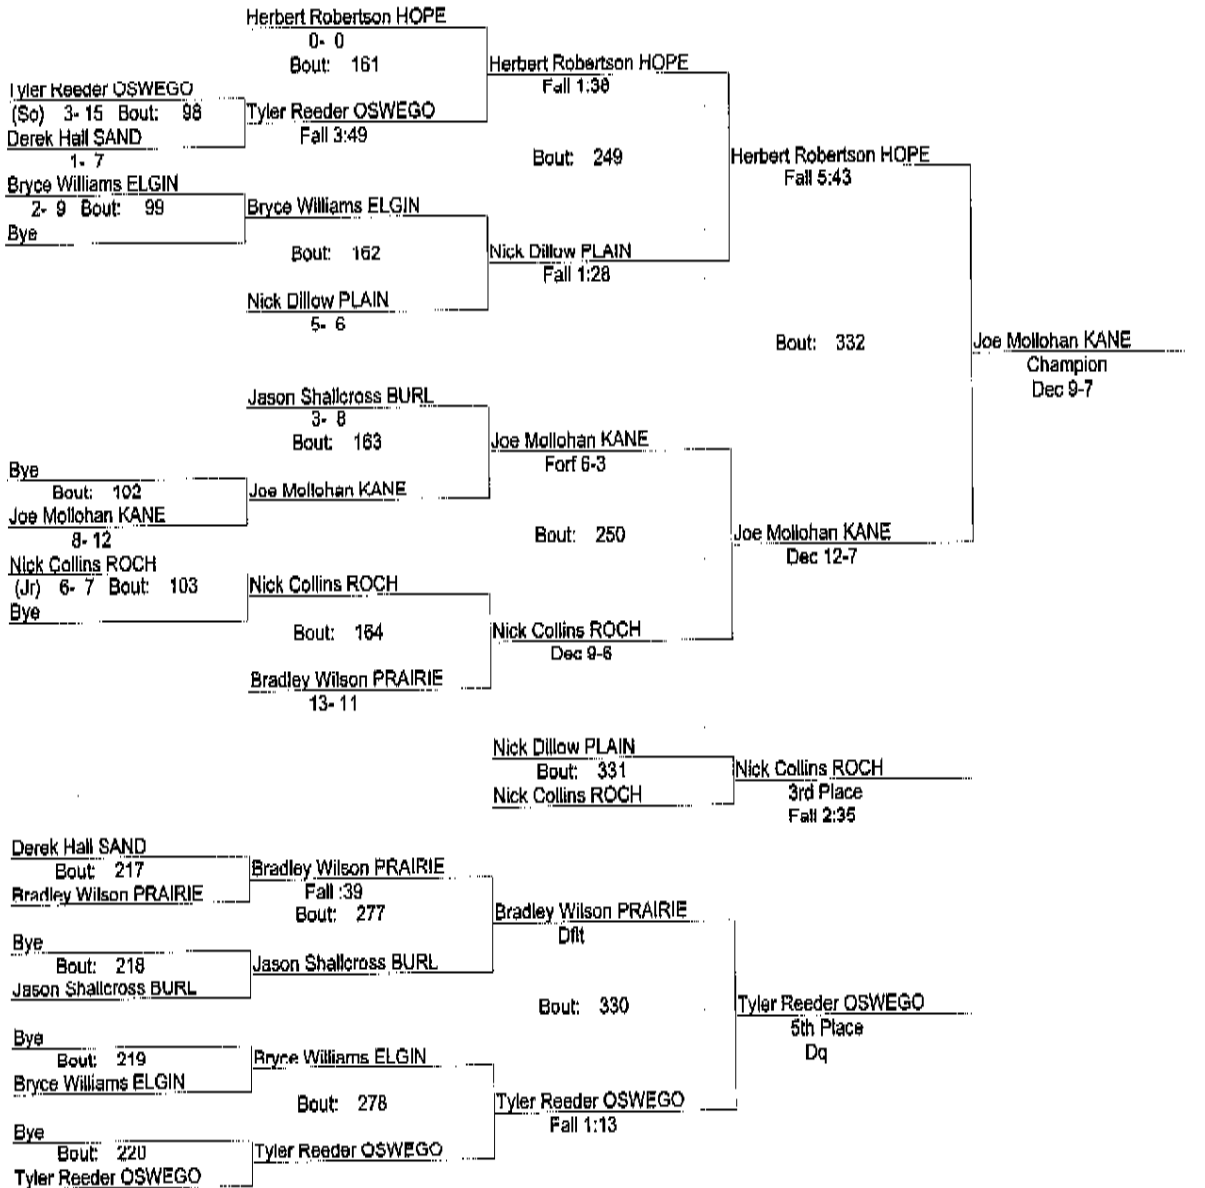 Herbert Robertson HOPE
0- 0
Bout: 161
Herbert Robertson HOPE
Fall 1:38
Tyler Reeder OSWEGO
(So) 3- 15 Bout: 98
Tyler Reeder OSWEGO
Fall 3:49
Derek Hall SAND
1- 7
Bout: 249
Herbert Robertson HOPE
Fall 5:43
Bryce Williams ELGIN
2- 9 Bout: 99
Bryce Williams ELGIN
Bye
Bout: 162
Nick Dillow PLAIN
Fall 1:28
Nick Dillow PLAIN
5- 6
Bout: 332
Joe Mollohan KANE
Champion
Dec 9-7
Jason Shallcross BURL
3- 8
Bout: 163
Joe Mollohan KANE
Forf 6-3
Bye
Bout: 102
Joe Mollohan KANE
Joe Mollohan KANE
8- 12
Bout: 250
Joe Mollohan KANE
Dec 12-7
Nick Collins ROCH
(Jr) 6- 7 Bout: 103
Nick Collins ROCH
Bye
Bout: 164
Nick Collins ROCH
Dec 9-6
Bradley Wilson PRAIRIE
13- 11
Nick Dillow PLAIN
Bout: 331
Nick Collins ROCH
Nick Collins ROCH
3rd Place
Fall 2:35
Derek Hall SAND
Bout: 217
Bradley Wilson PRAIRIE
Bradley Wilson PRAIRIE
Fall :39
Bout: 277
Bradley Wilson PRAIRIE
Dflt
Bye
Bout: 218
Jason Shallcross BURL
Jason Shallcross BURL
Bout: 330
Tyler Reeder OSWEGO
5th Place
Dq
Bye
Bout: 219
Bryce Williams ELGIN
Bryce Williams ELGIN
Bout: 278
Tyler Reeder OSWEGO
Fall 1:13
Bye
Bout: 220
Tyler Reeder OSWEGO
Tyler Reeder OSWEGO